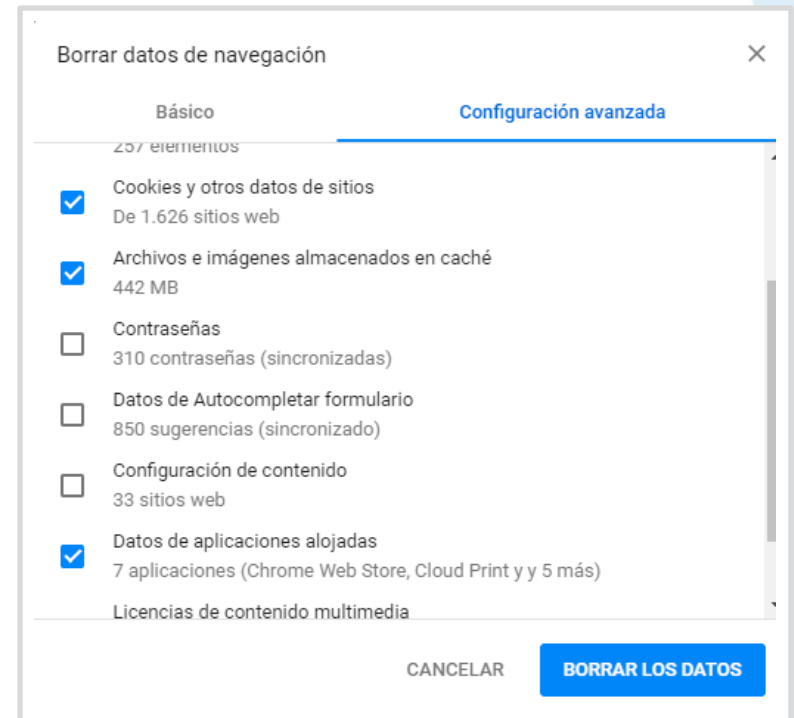 Borrar datos de navegación
Básico
Configuración avanzada
257 elementos
Cookies y otros datos de sitios
De 1.626 sitios web
Archivos e imágenes almacenados en caché
442 MB
Contraseñas
310 contraseñas (sincronizadas)
Datos de Autocompletar formulario
850 sugerencias (sincronizado)
Configuración de contenido
33 sitios web
Datos de aplicaciones alojadas
7 aplicaciones (Chrome Web Store, Cloud Print y y 5 más)
Licencias de contenido multimedia
CANCELAR
BORRAR LOS DATOS